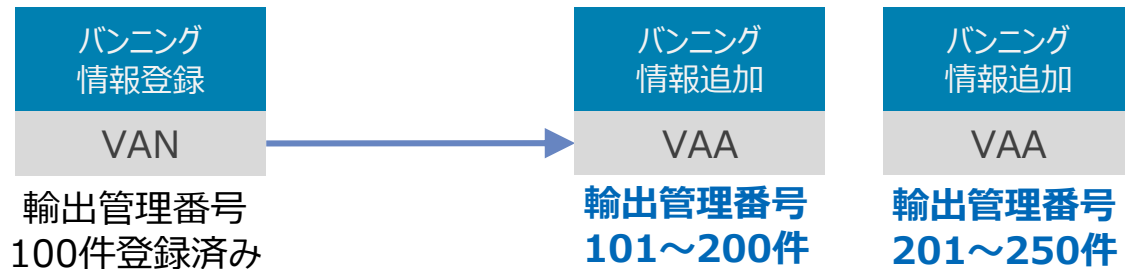 バンニング
情報登録
VAN
輸出管理番号
100件登録済み
バンニング
情報追加
VAA
輸出管理番号
101～200件
バンニング
情報追加
VAA
輸出管理番号
201～250件